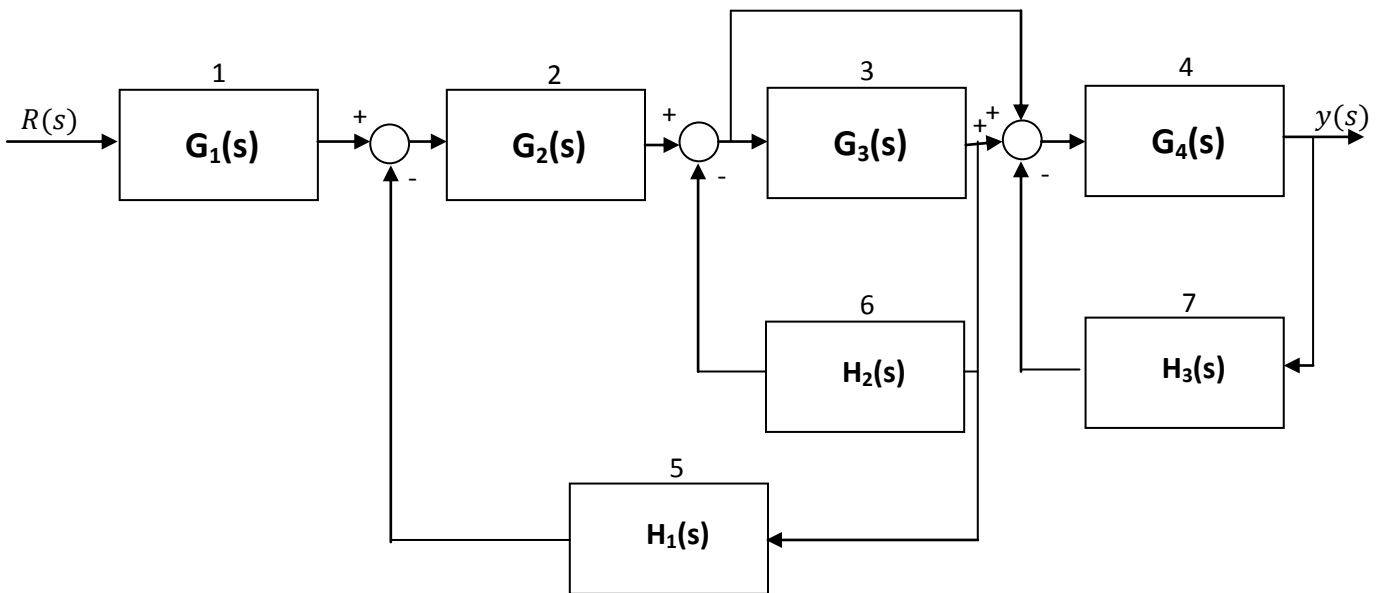 1
2
3
4
R(s)
G₁(s)
+
-
G₂(s)
+
-
G₃(s)
+
+
-
G₄(s)
y(s)
6
H₂(s)
7
H₃(s)
5
H₁(s)